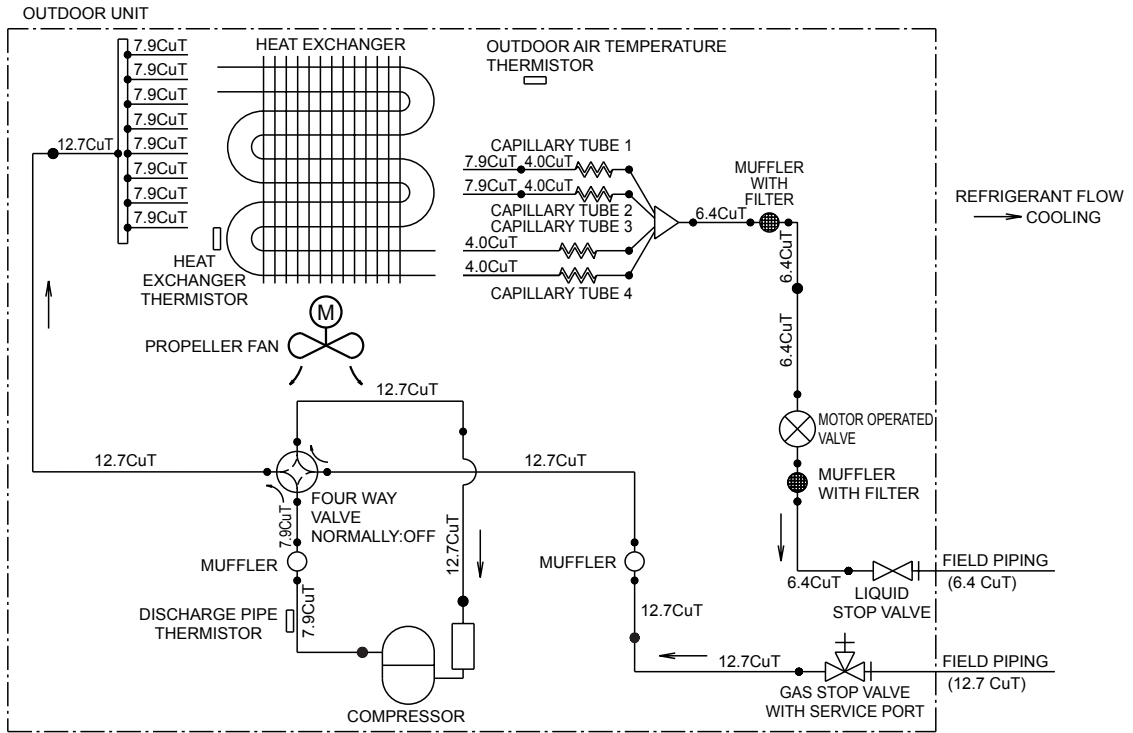 OUTDOOR UNIT
7.9CuT
7.9CuT
7.9CuT
7.9CuT
7.9CuT
7.9CuT
7.9CuT
7.9CuT
12.7CuT
HEAT EXCHANGER
OUTDOOR AIR TEMPERATURE
THERMISTOR
CAPILLARY TUBE 1
7.9CuT 4.0CuT
7.9CuT 4.0CuT
CAPILLARY TUBE 2
CAPILLARY TUBE 3
4.0CuT
4.0CuT
CAPILLARY TUBE 4
MUFFLER
WITH
FILTER
6.4CuT
6.4CuT
6.4CuT
REFRIGERANT FLOW
COOLING
HEAT
EXCHANGER
THERMISTOR
M
PROPELLER FAN
12.7CuT
MOTOR OPERATED
VALVE
MUFFLER
WITH FILTER
12.7CuT
12.7CuT
FOUR WAY
VALVE
NORMALLY:OFF
7.9CuT
12.7CuT
MUFFLER
MUFFLER
6.4CuT
LIQUID
STOP VALVE
FIELD PIPING
(6.4 CuT)
DISCHARGE PIPE
THERMISTOR
7.9CuT
12.7CuT
12.7CuT
FIELD PIPING
(12.7 CuT)
GAS STOP VALVE
WITH SERVICE PORT
COMPRESSOR